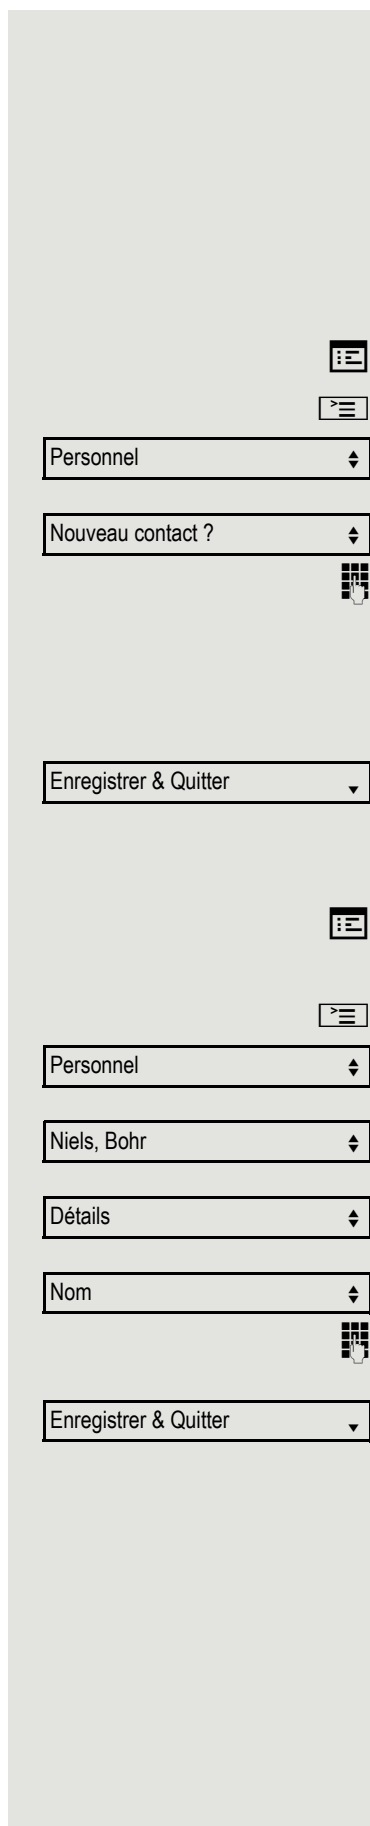 Personnel
Nouveau contact ?
Enregistrer & Quitter
Personnel
Niels, Bohr
Détails
Nom
Enregistrer & Quitter